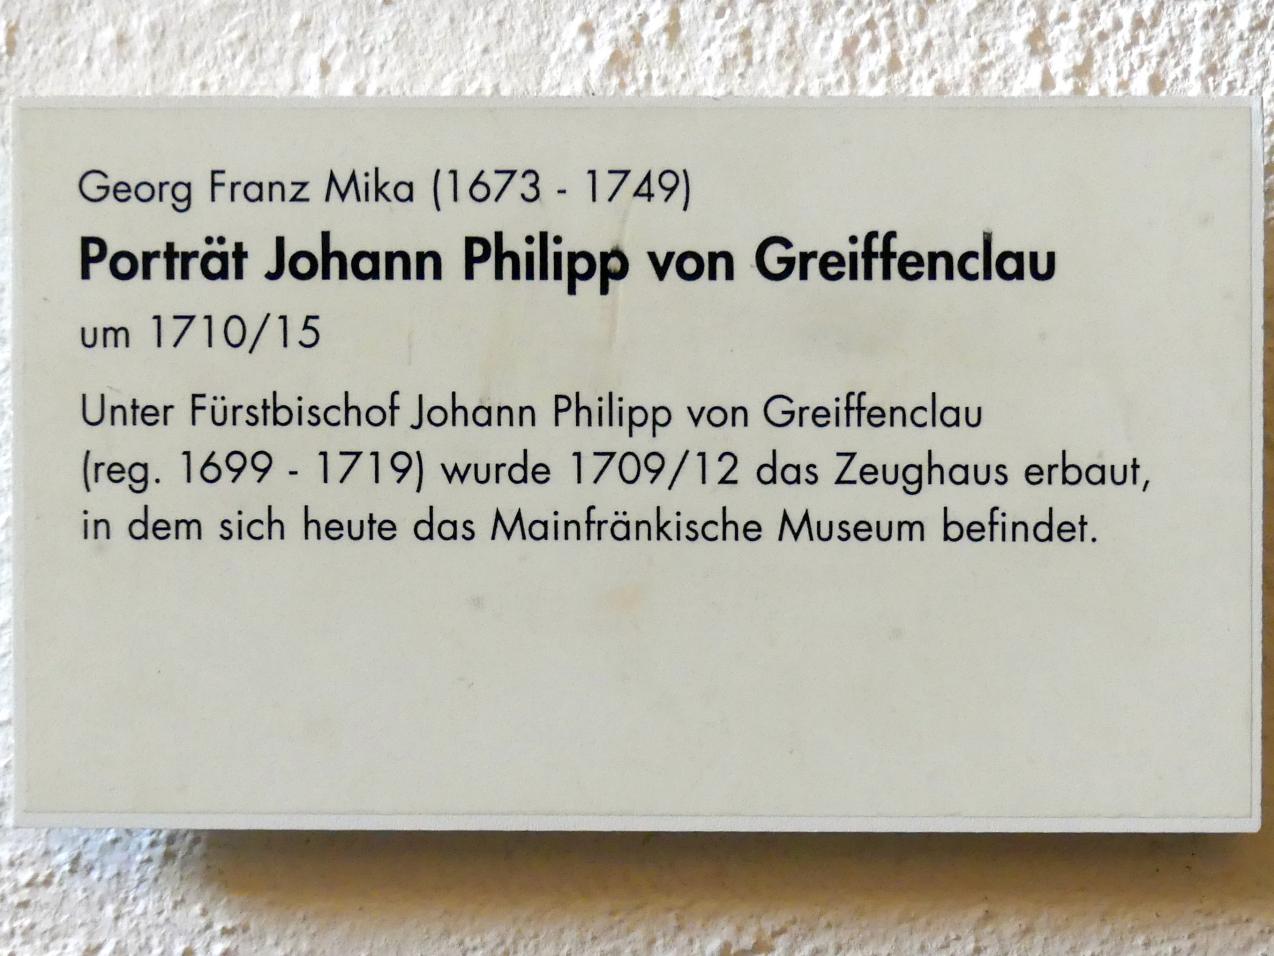 Georg Franz Mika (1673 - 1749)
Porträt Johann Philipp von Greiffenclau
um 1710/15
Unter Fürstbischof Johann Philipp von Greiffenclau
(reg. 1699 - 1719) wurde 1709/12 das Zeughaus erbaut,
in dem sich heute das Mainfränkische Museum befindet.